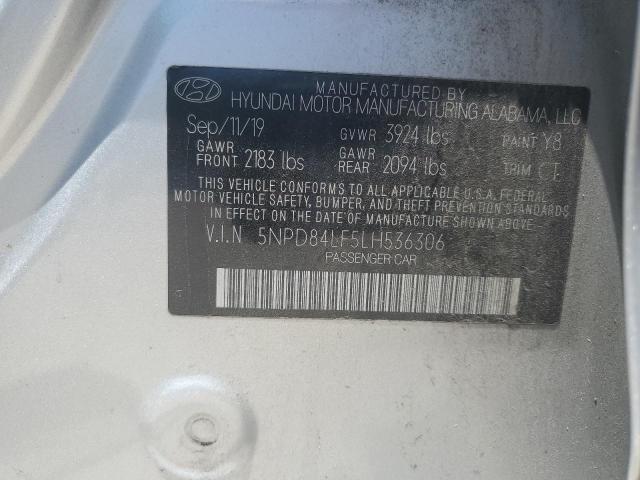 MANUFACTURED BY
HYUNDAI MOTOR MANUFACTURING ALABAMA, LLC
Sep/11/19 GVWR 3924 lbs PAINT Y8
GAWR FRONT 2183 lbs GAWR REAR 2094 lbs TRIM CT
THIS VEHICLE CONFORMS TO ALL APPLICABLE U.S.A. FEDERAL
MOTOR VEHICLE SAFETY, BUMPER, AND THEFT PREVENTION STANDARDS
IN EFFECT ON THE DATE OF MANUFACTURE SHOWN ABOVE.
V.I.N 5NPD84LF5LH536306
PASSENGER CAR